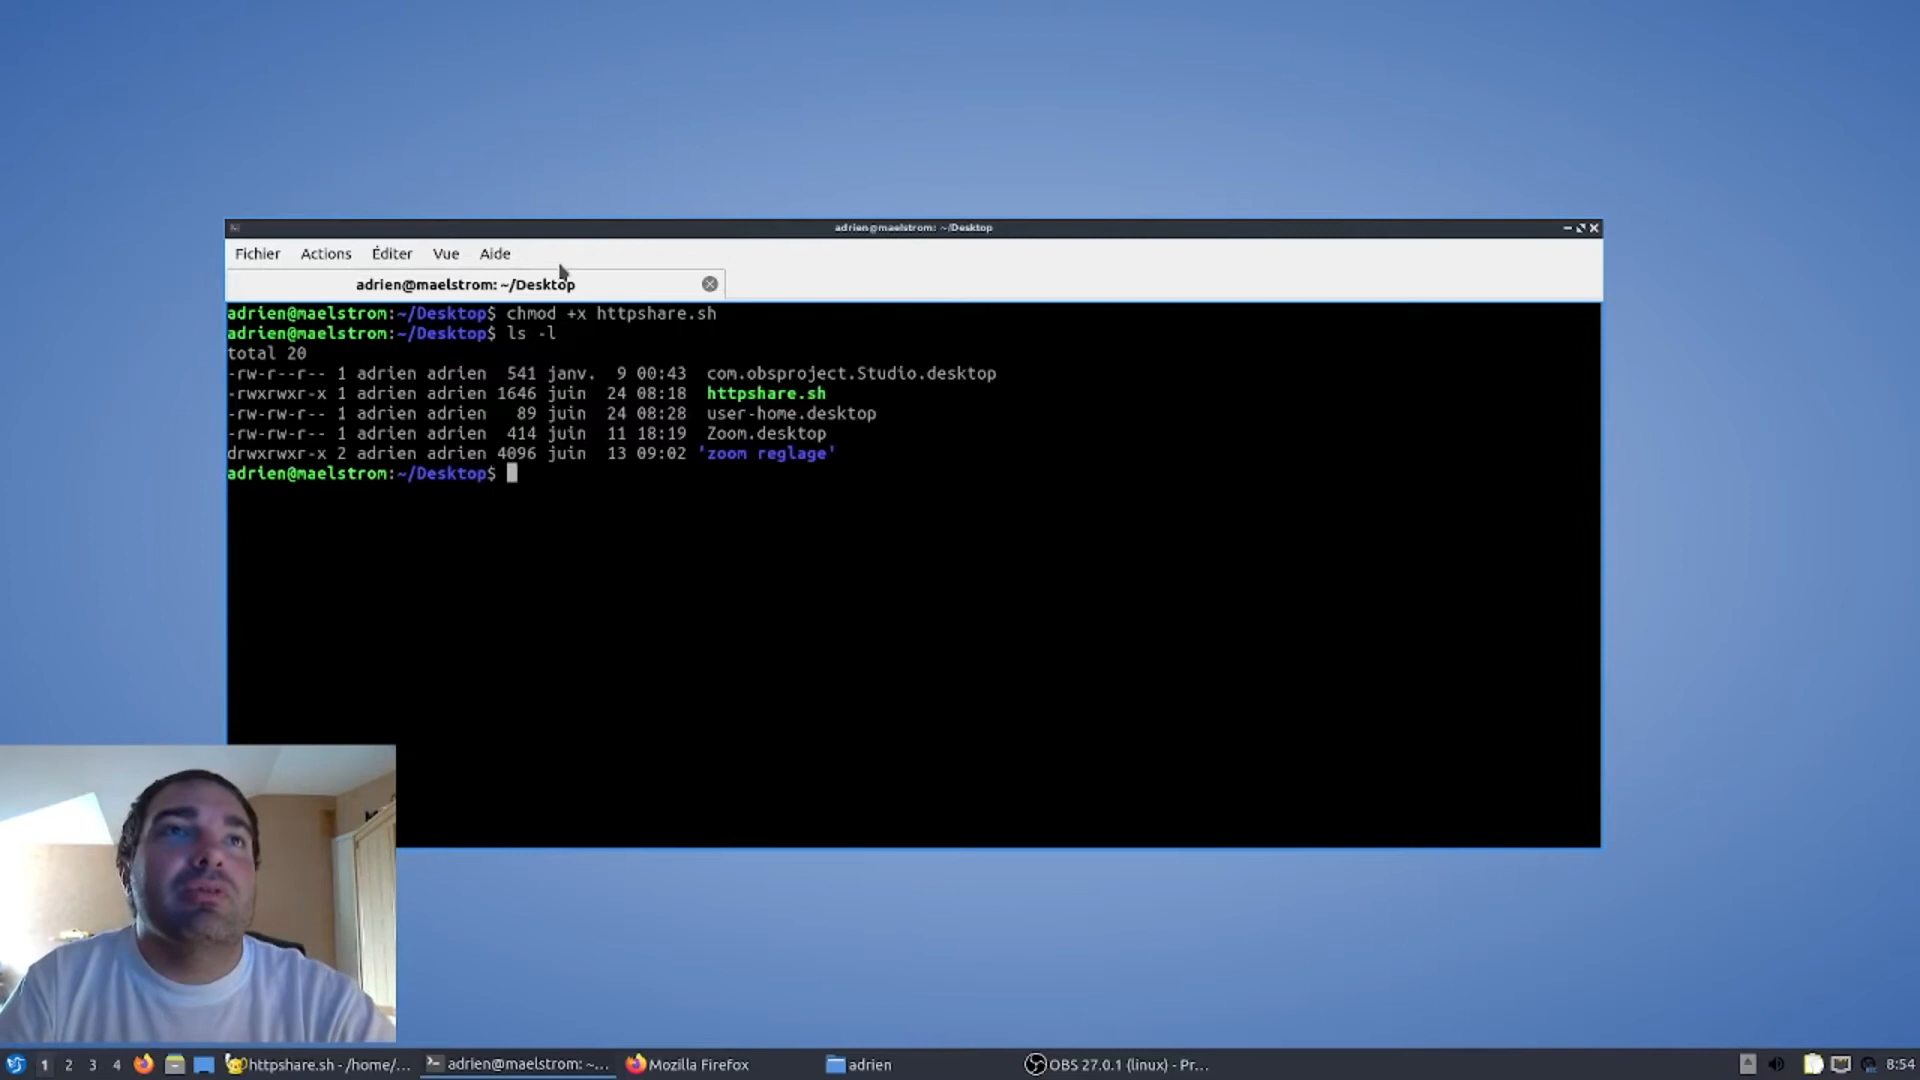 adrien@maelstrom: ~/Desktop
Fichier Actions Éditer Vue Aide
adrien@maelstrom: ~/Desktop
adrien@maelstrom:~/Desktop$ chmod +x httpshare.sh
adrien@maelstrom:~/Desktop$ ls -l
total 20
-rw-r--r-- 1 adrien adrien 541 janv. 9 00:43 com.obsproject.Studio.desktop
-rwxrwxr-x 1 adrien adrien 1646 juin 24 08:18 httpshare.sh
-rw-rw-r-- 1 adrien adrien 89 juin 24 08:28 user-home.desktop
-rw-rw-r-- 1 adrien adrien 414 juin 11 18:19 Zoom.desktop
drwxrwxr-x 2 adrien adrien 4096 juin 13 09:02 'zoom reglage'
adrien@maelstrom:~/Desktop$
1 2 3 4 httpshare.sh - /home/... adrien@maelstrom: ~... Mozilla Firefox adrien OBS 27.0.1 (linux) - Pr... 8:54